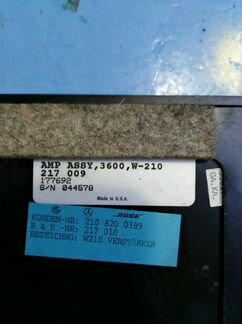 AMP ASSY,3600,W-210
217 009
177692
S/N 044578
Made in U.S.A.
BOSE
KUNDEN-NR: 210 820 0389
R & S -NR: 217 010
BEZEICHNG: W210 VERSTÄRKER